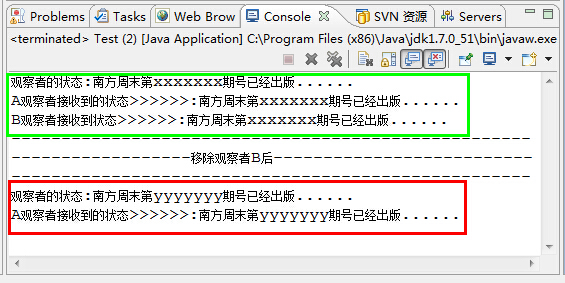 Problems Tasks Web Brow Console SVN 资源 Servers
<terminated> Test (2) [Java Application] C:\Program Files (x86)\Java\jdk1.7.0_51\bin\javaw.exe
观察者的状态:南方周末第xxxxxxx期号已经出版......
A观察者接收到的状态>>>>>>:南方周末第xxxxxxx期号已经出版......
B观察者接收到状态>>>>>>:南方周末第xxxxxxx期号已经出版......
----------------------------------------------------
------------------移除观察者B后--------------------------
----------------------------------------------------
观察者的状态:南方周末第yyyyyyy期号已经出版......
A观察者接收到的状态>>>>>>:南方周末第yyyyyyy期号已经出版......